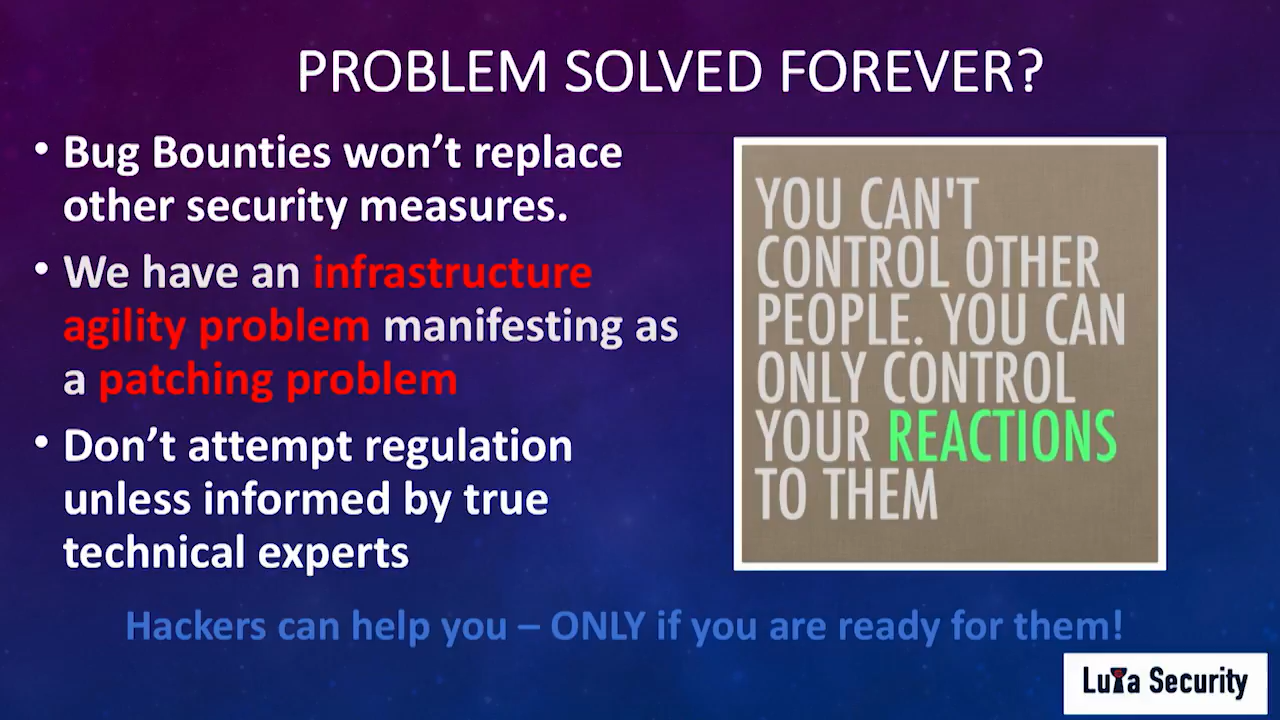 PROBLEM SOLVED FOREVER?
• Bug Bounties won’t replace
other security measures.
• We have an infrastructure
agility problem manifesting as
a patching problem
• Don’t attempt regulation
unless informed by true
technical experts
YOU CAN'T
CONTROL OTHER
PEOPLE. YOU CAN
ONLY CONTROL
YOUR REACTIONS
TO THEM
Hackers can help you – ONLY if you are ready for them!
Luta Security